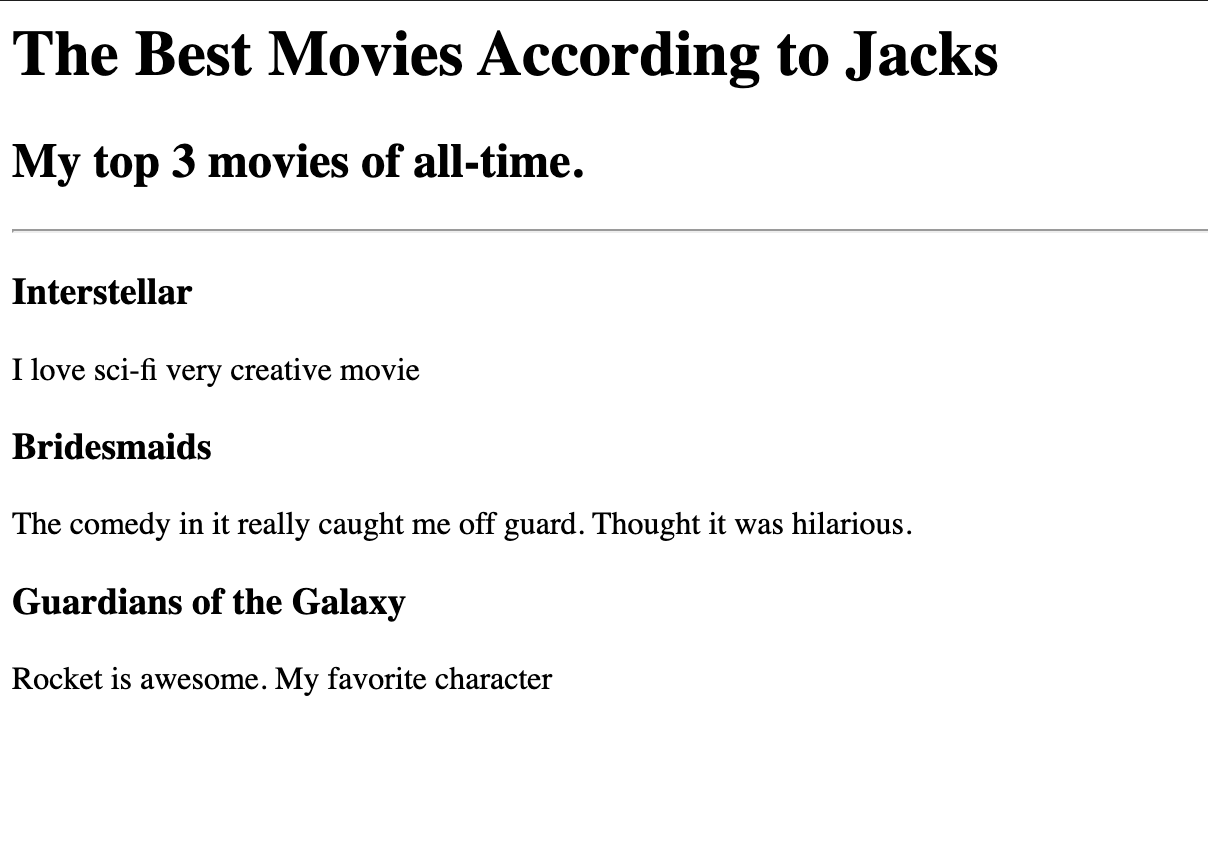 The Best Movies According to Jacks
My top 3 movies of all-time.
Interstellar
I love sci-fi very creative movie
Bridesmaids
The comedy in it really caught me off guard. Thought it was hilarious.
Guardians of the Galaxy
Rocket is awesome. My favorite character